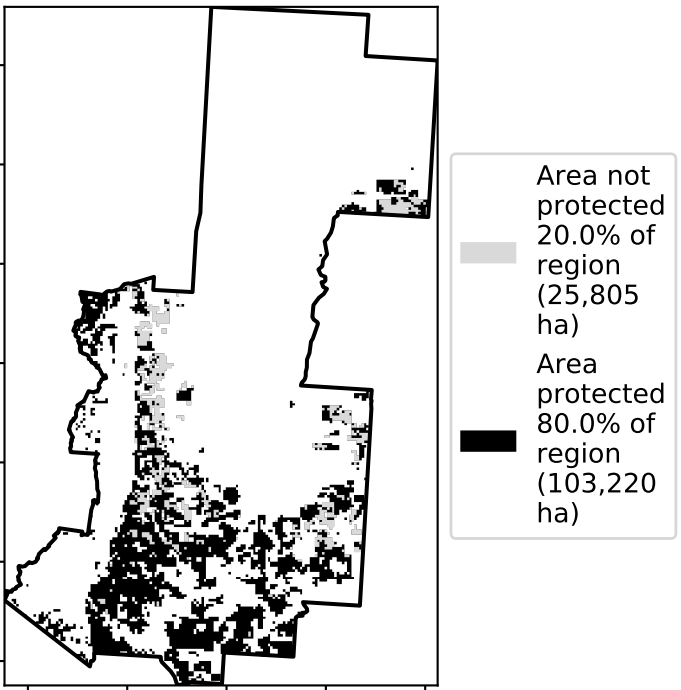 Area not
protected
20.0% of
region
(25,805
ha)
Area
protected
80.0% of
region
(103,220
ha)